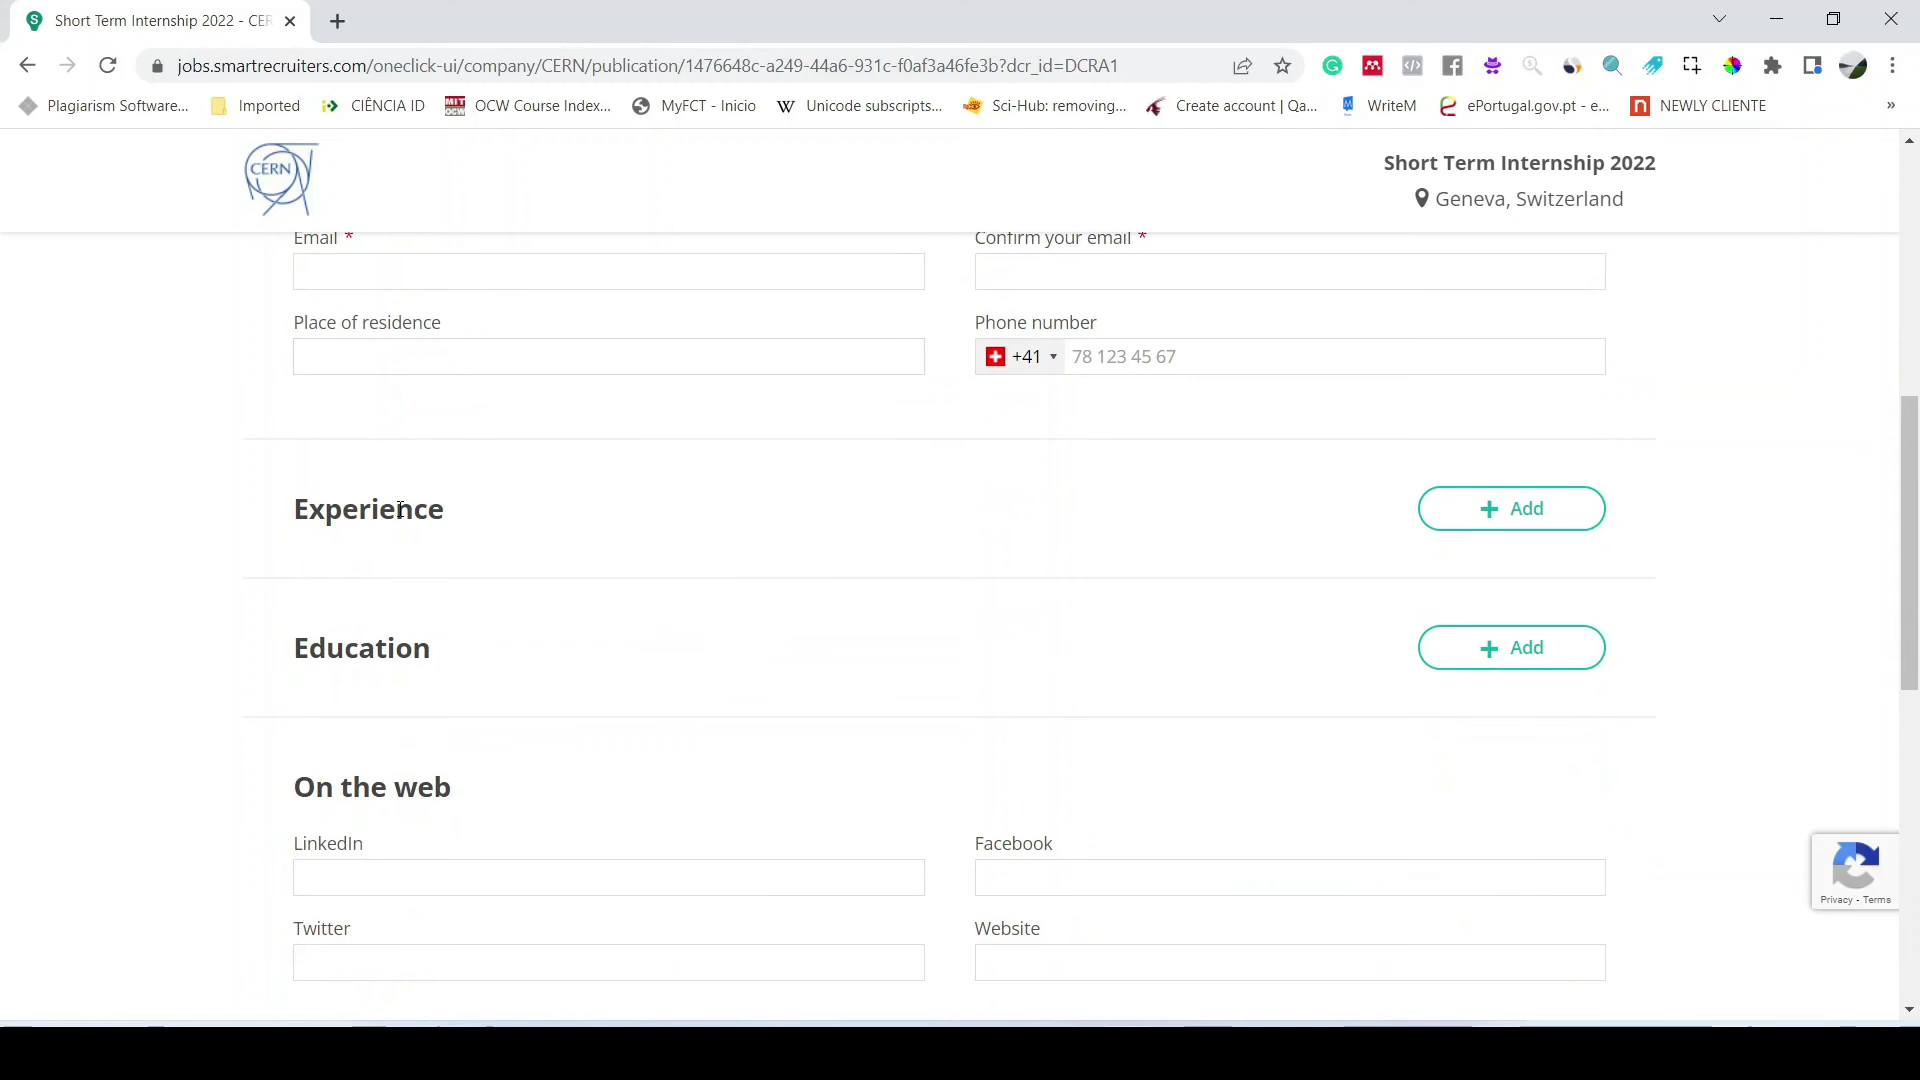 Short Term Internship 2022 - CER
jobs.smartrecruiters.com/oneclick-ui/company/CERN/publication/1476648c-a249-44a6-931c-f0af3a46fe3b?dcr_id=DCRA1
Plagiarism Software... Imported CIÊNCIA ID MIT OCW OCW Course Index... MyFCT - Inicio W Unicode subscripts... Sci-Hub: removing... Create account | Qa... WriteM ePortugal.gov.pt - e... n NEWLY CLIENTE »
CERN
Short Term Internship 2022
Geneva, Switzerland
Email * Confirm your email *
Place of residence Phone number
+41 78 123 45 67
Experience + Add
Education + Add
On the web
LinkedIn Facebook
Twitter Website
Privacy - Terms